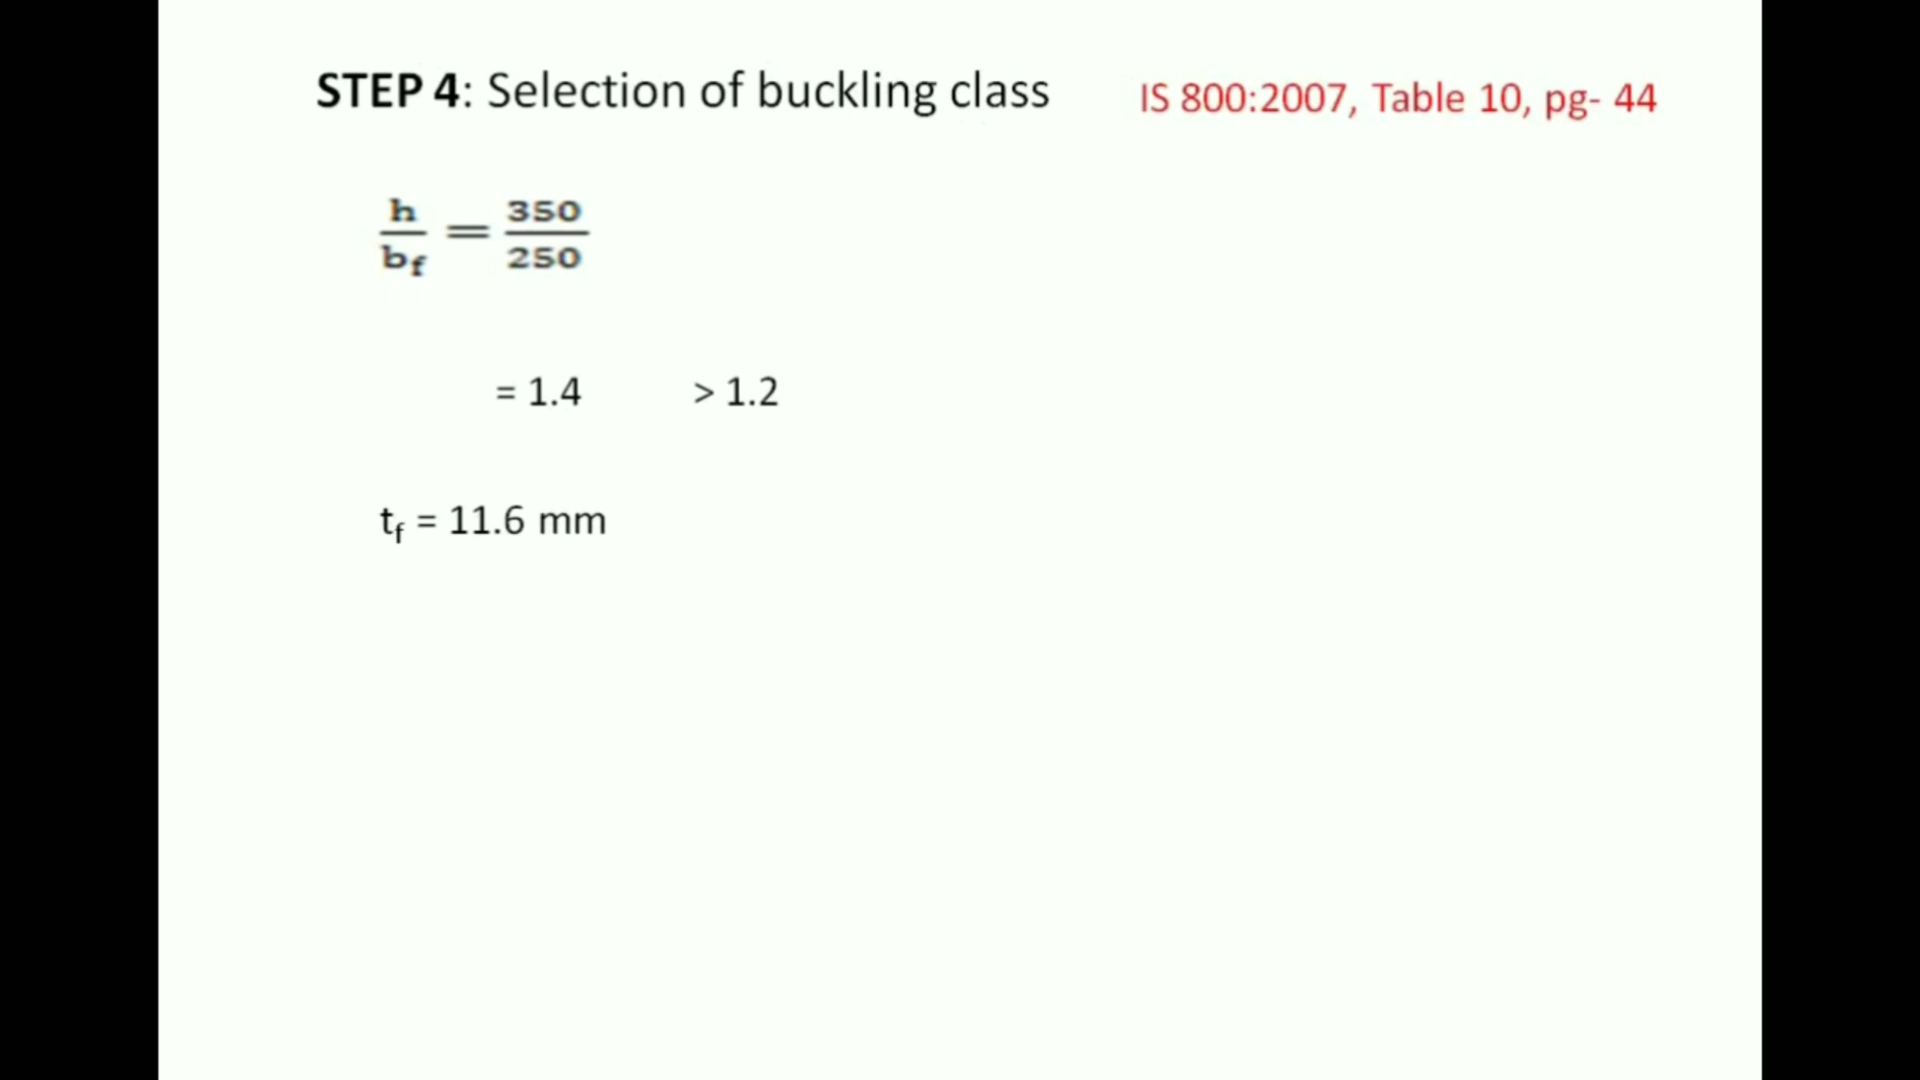 STEP 4: Selection of buckling class
IS 800:2007, Table 10, pg- 44
h/bf = 350/250
= 1.4 > 1.2
tf = 11.6 mm